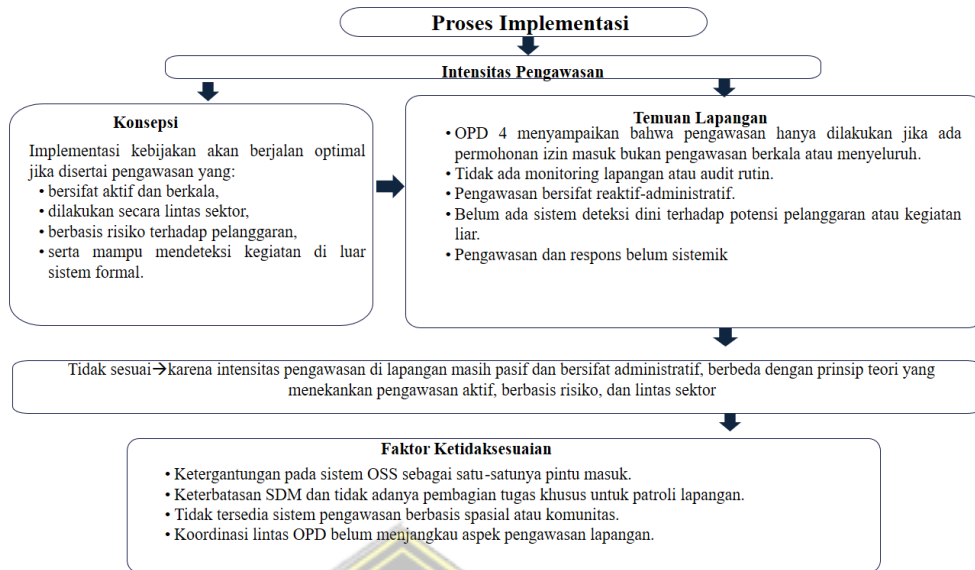 Proses Implementasi
Intensitas Pengawasan
Konsepsi
Implementasi kebijakan akan berjalan optimal
jika disertai pengawasan yang:
• bersifat aktif dan berkala,
• dilakukan secara lintas sektor,
• berbasis risiko terhadap pelanggaran,
• serta mampu mendeteksi kegiatan di luar
sistem formal.
Temuan Lapangan
• OPD 4 menyampaikan bahwa pengawasan hanya dilakukan jika ada
permohonan izin masuk bukan pengawasan berkala atau menyeluruh.
• Tidak ada monitoring lapangan atau audit rutin.
• Pengawasan bersifat reaktif-administratif.
• Belum ada sistem deteksi dini terhadap potensi pelanggaran atau kegiatan
liar.
• Pengawasan dan respons belum sistemik
Tidak sesuai→karena intensitas pengawasan di lapangan masih pasif dan bersifat administratif, berbeda dengan prinsip teori yang
menekankan pengawasan aktif, berbasis risiko, dan lintas sektor
Faktor Ketidaksesuaian
• Ketergantungan pada sistem OSS sebagai satu-satunya pintu masuk.
• Keterbatasan SDM dan tidak adanya pembagian tugas khusus untuk patroli lapangan.
• Tidak tersedia sistem pengawasan berbasis spasial atau komunitas.
• Koordinasi lintas OPD belum menjangkau aspek pengawasan lapangan.